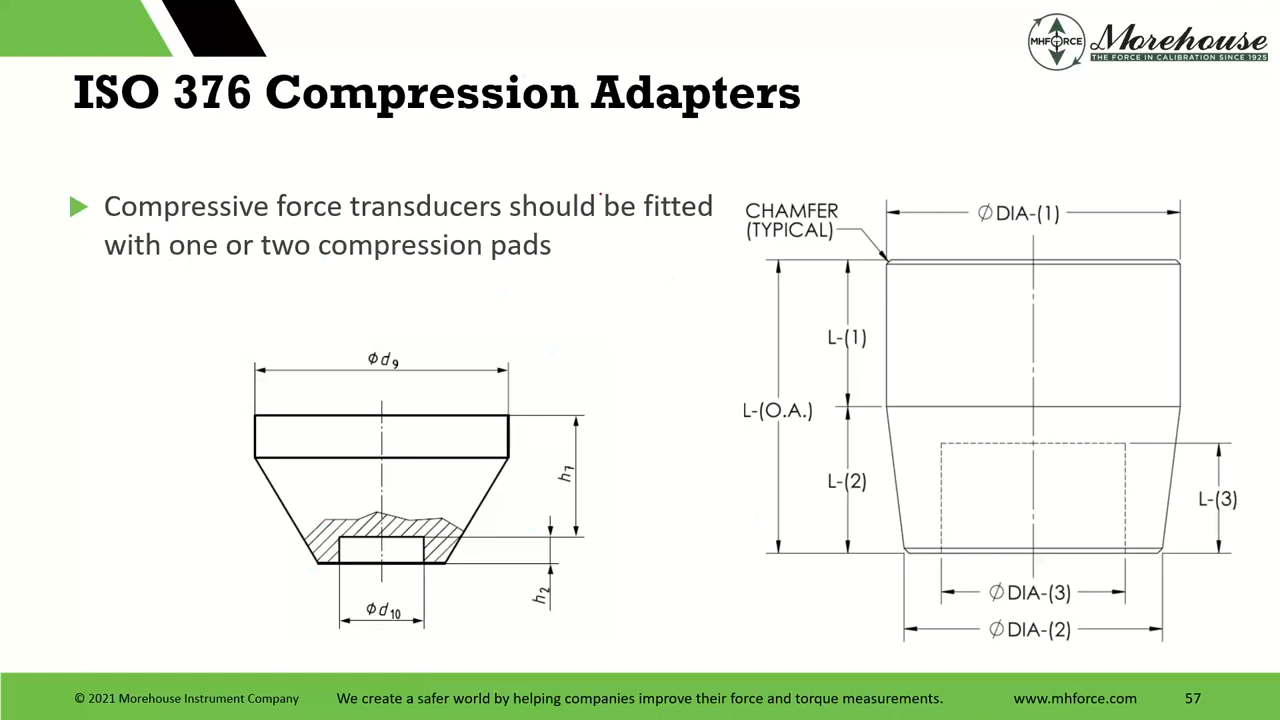 MHFORCE
Morehouse
THE FORCE IN CALIBRATION SINCE 1925
ISO 376 Compression Adapters
Compressive force transducers should be fitted
with one or two compression pads
CHAMFER
(TYPICAL)
∅ DIA-(1)
L-(1)
L-(O.A.)
L-(2)
L-(3)
∅ DIA-(3)
∅ DIA-(2)
ϕd₉
h₇
h₂
ϕd₁₀
© 2021 Morehouse Instrument Company
We create a safer world by helping companies improve their force and torque measurements.
www.mhforce.com
57